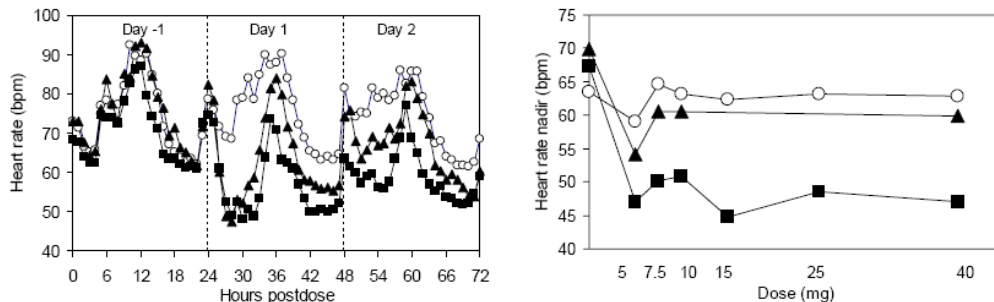 Heart rate (bpm)
100
90
80
70
60
50
40
Day -1
Day 1
Day 2
0 6 12 18 24 30 36 42 48 54 60 66 72
Hours postdose
Heart rate nadir (bpm)
75
70
65
60
55
50
45
40
5 7.5 10 15 25 40
Dose (mg)